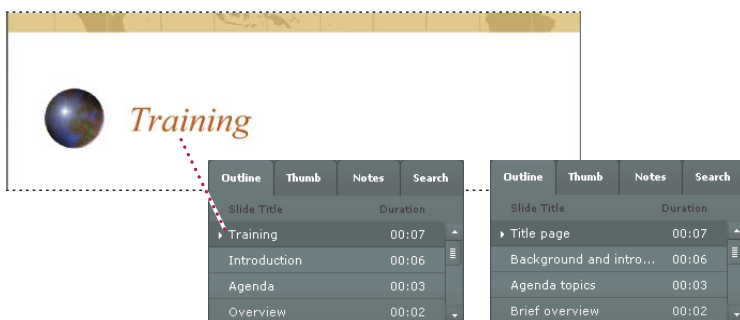 Training
Outline Thumb Notes Search
Slide Title Duration
Training 00:07
Introduction 00:06
Agenda 00:03
Overview 00:02
Outline Thumb Notes Search
Slide Title Duration
Title page 00:07
Background and intro... 00:06
Agenda topics 00:03
Brief overview 00:02